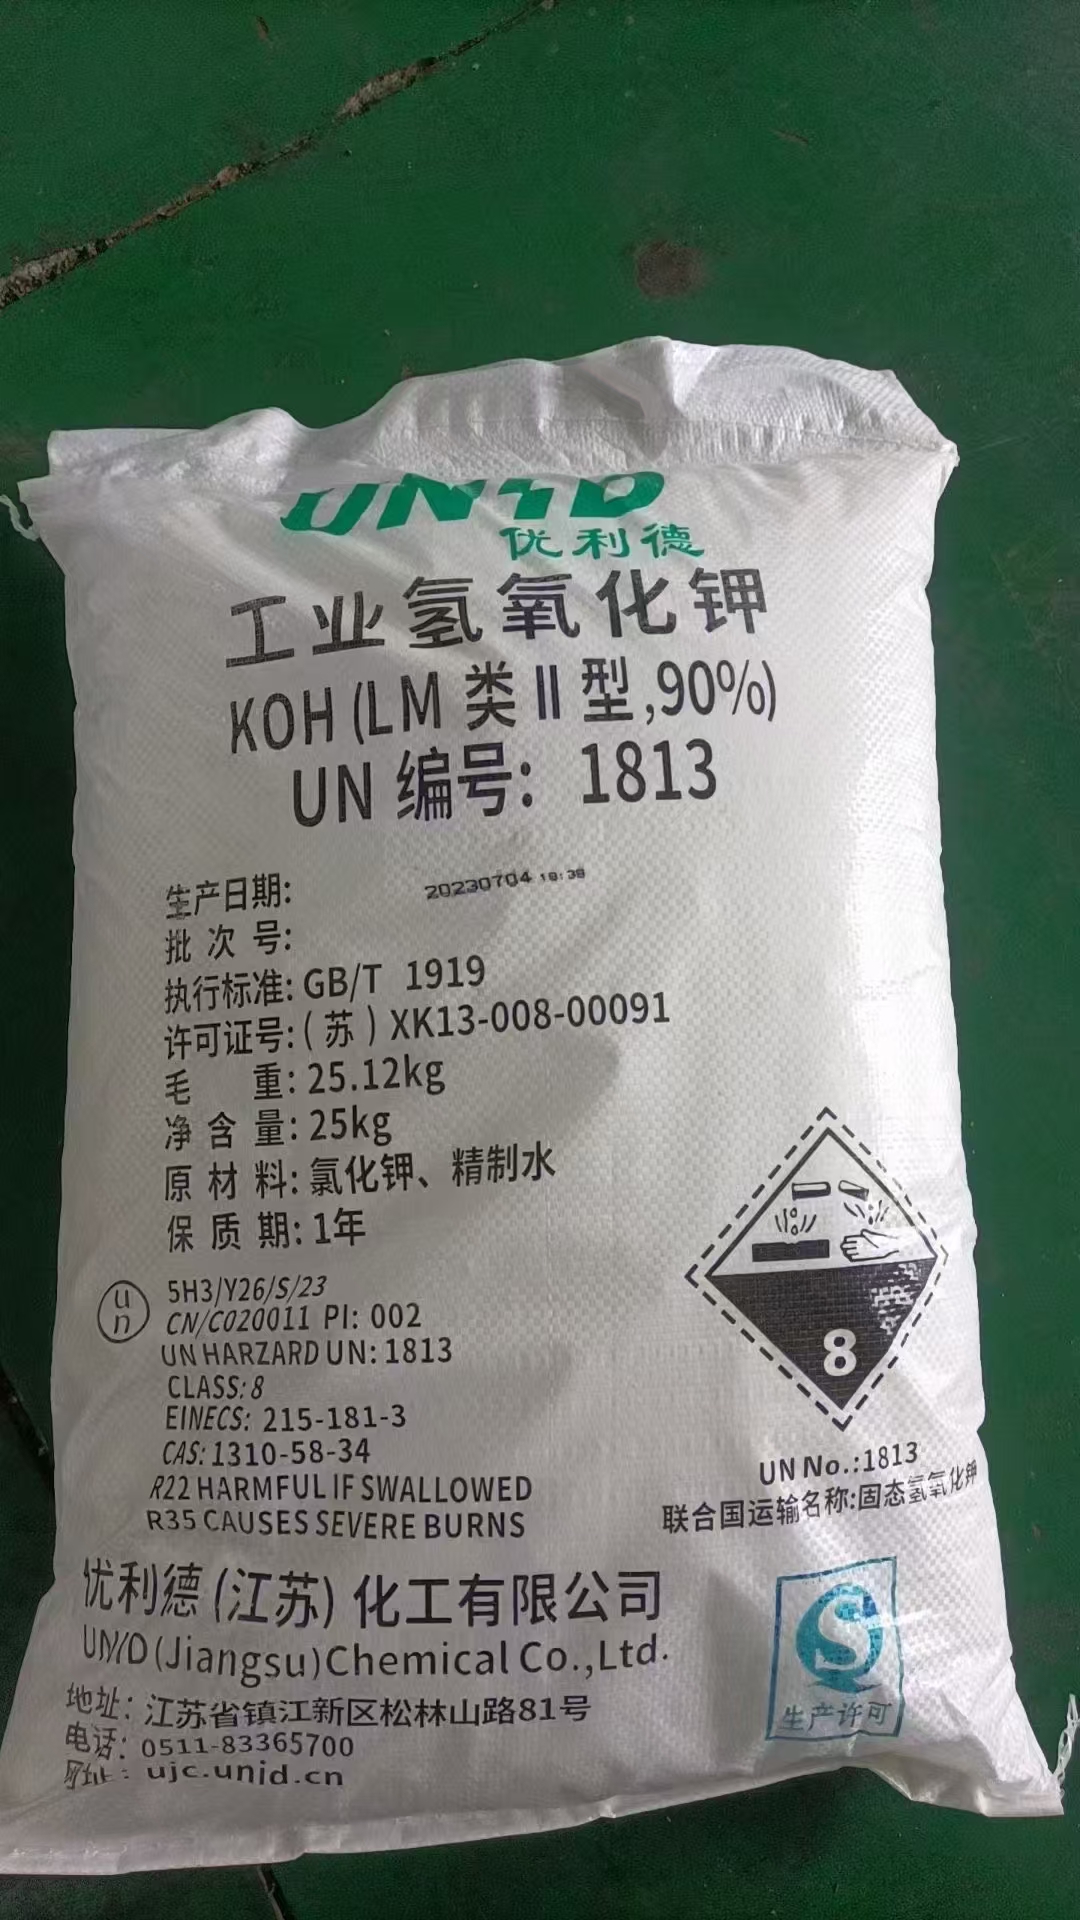 UNID
优利德
工业氢氧化钾
KOH(LM类II型,90%)
UN编号: 1813
生产日期: 20230704 18:38
批次号:
执行标准: GB/T 1919
许可证号: (苏) XK13-008-00091
毛重: 25.12kg
净含量: 25kg
原材料: 氯化钾、精制水
保质期: 1年
un
5H3/Y26/S/23
CN/C020011 PI: 002
UN HARZARD UN: 1813
CLASS: 8
EINECS: 215-181-3
CAS: 1310-58-34
R22 HARMFUL IF SWALLOWED
R35 CAUSES SEVERE BURNS
8
UN No.:1813
联合国运输名称:固态氢氧化钾
优利德(江苏)化工有限公司
UNID(Jiangsu)Chemical Co.,Ltd.
地址: 江苏省镇江新区松林山路81号
电话: 0511-83365700
网址: ujc.unid.cn
生产许可